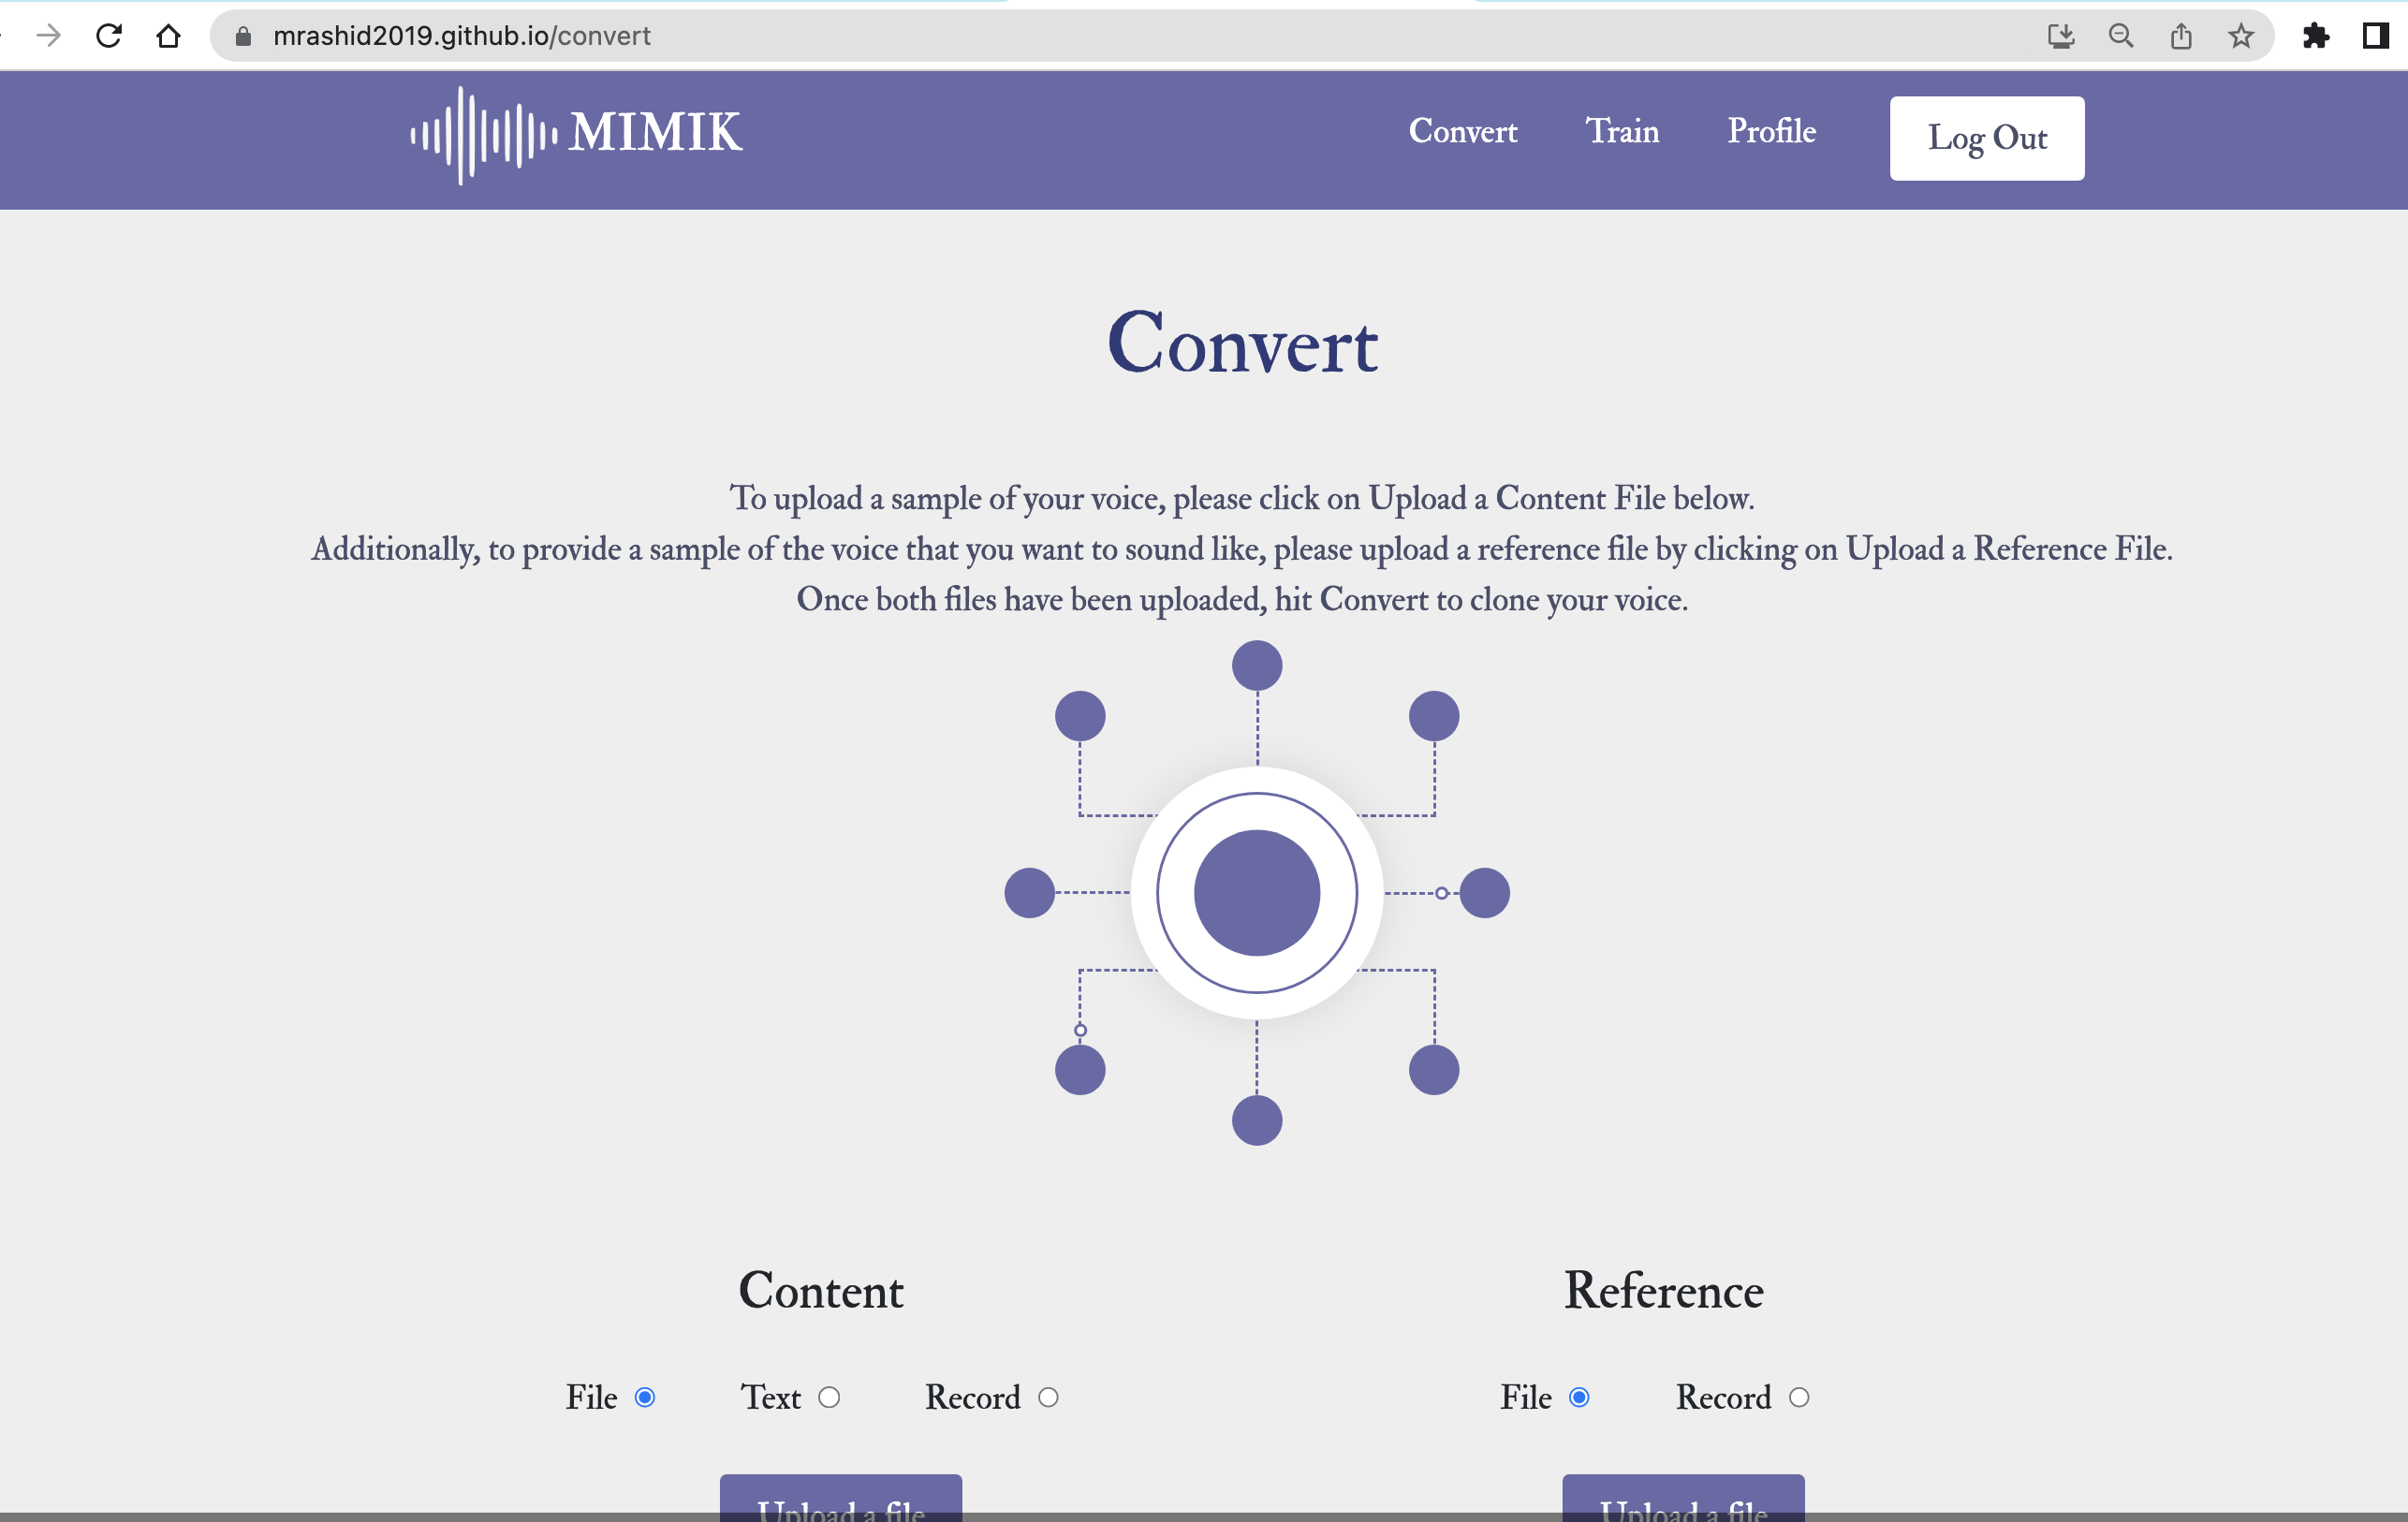 mrashid2019.github.io/convert
MIMIK
Convert
Train
Profile
Log Out
Convert
To upload a sample of your voice, please click on Upload a Content File below.
Additionally, to provide a sample of the voice that you want to sound like, please upload a reference file by clicking on Upload a Reference File.
Once both files have been uploaded, hit Convert to clone your voice.
Content
Reference
File
Text
Record
File
Record
Upload a file
Upload a file